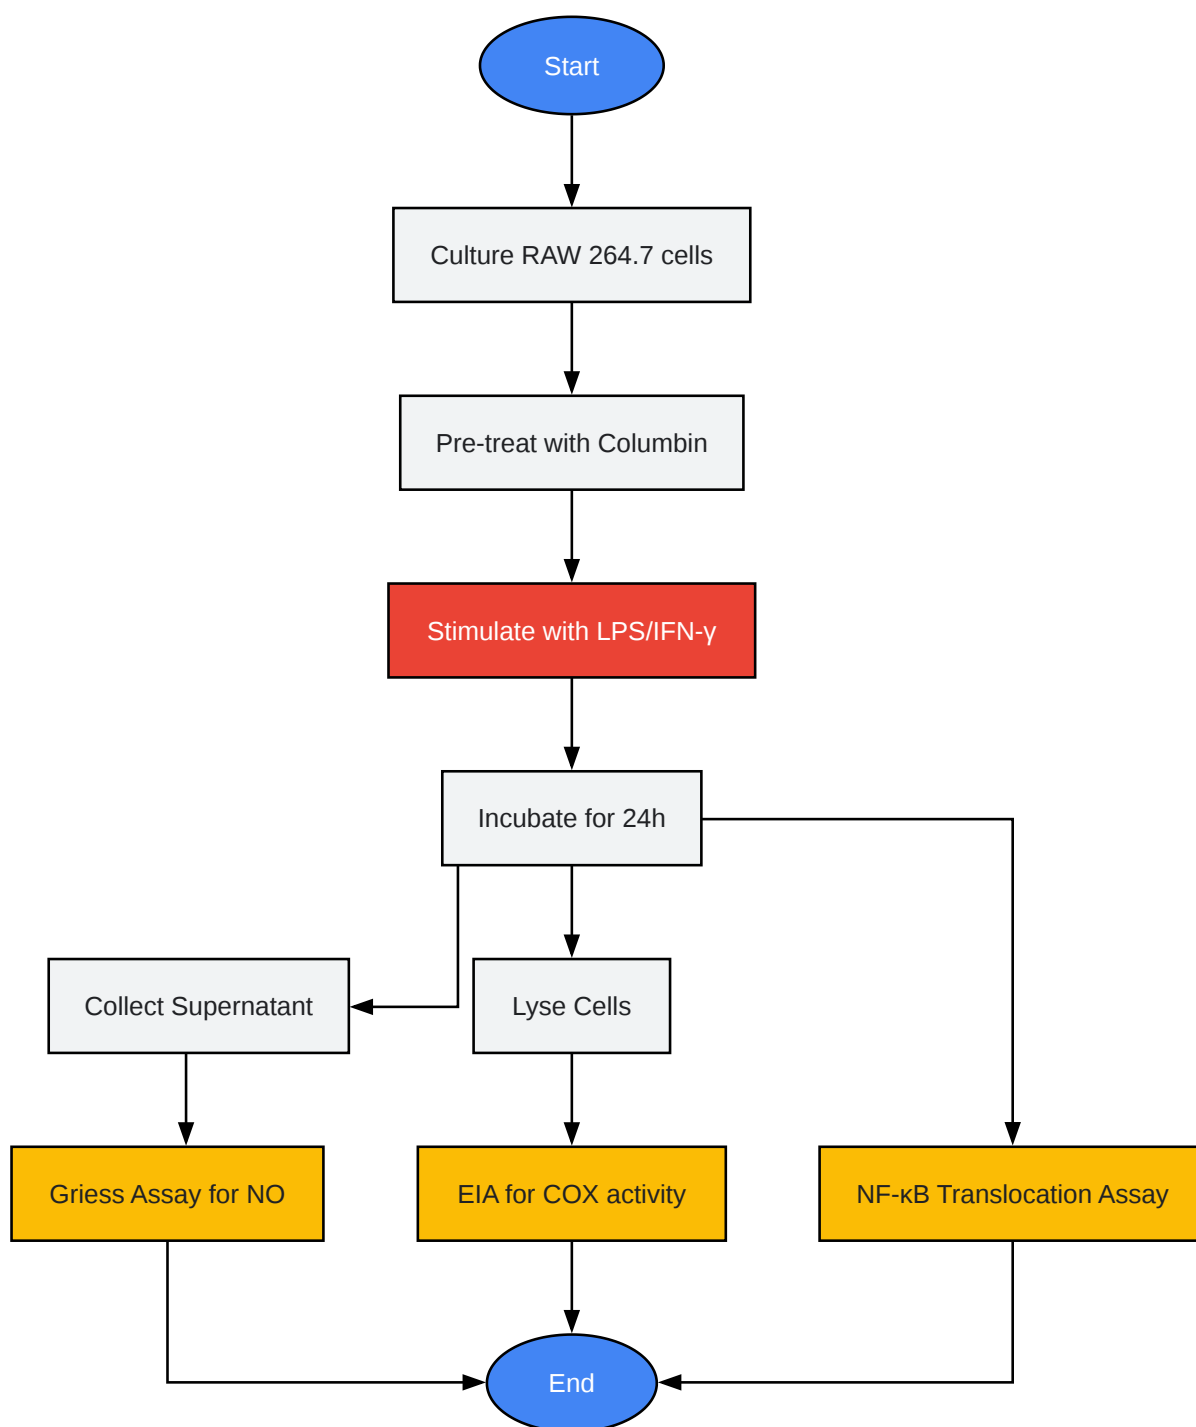 Start
Culture RAW 264.7 cells
Pre-treat with Columbin
Stimulate with LPS/IFN-γ
Incubate for 24h
Collect Supernatant
Lyse Cells
Griess Assay for NO
EIA for COX activity
NF-κB Translocation Assay
End